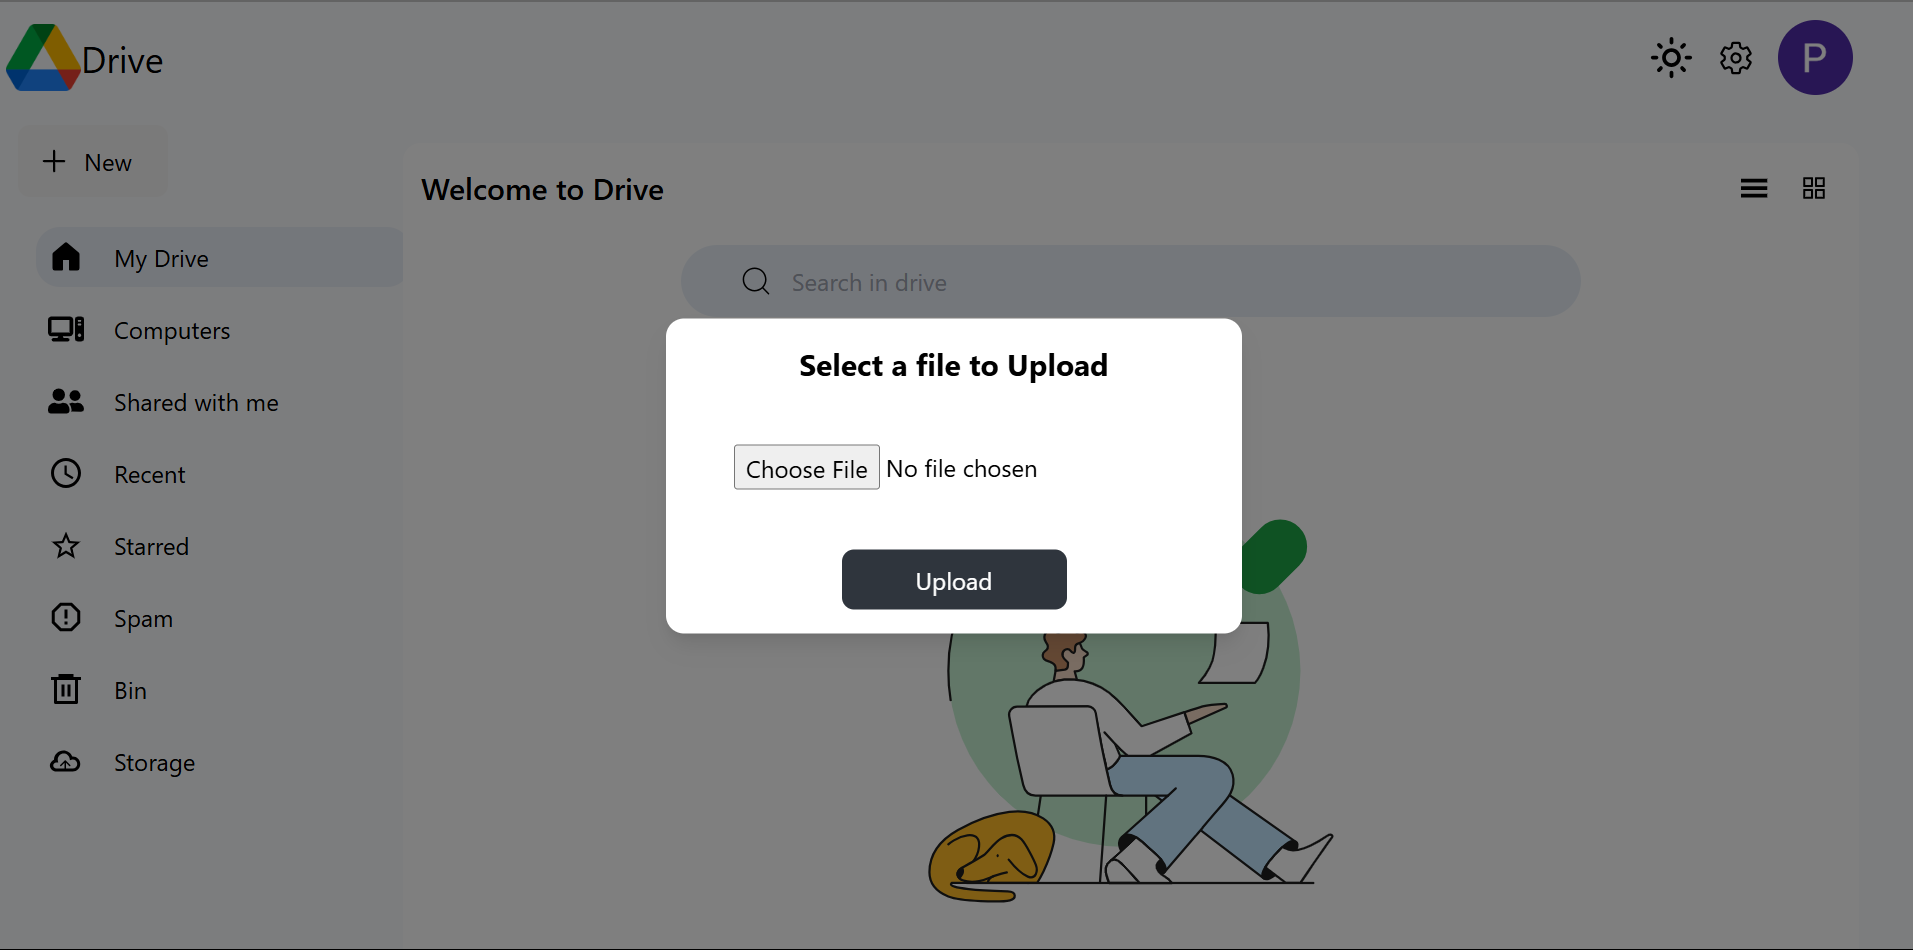 Drive
P
New
Welcome to Drive
My Drive
Search in drive
Computers
Select a file to Upload
Shared with me
Choose File No file chosen
Recent
Starred
Upload
Spam
Bin
Storage